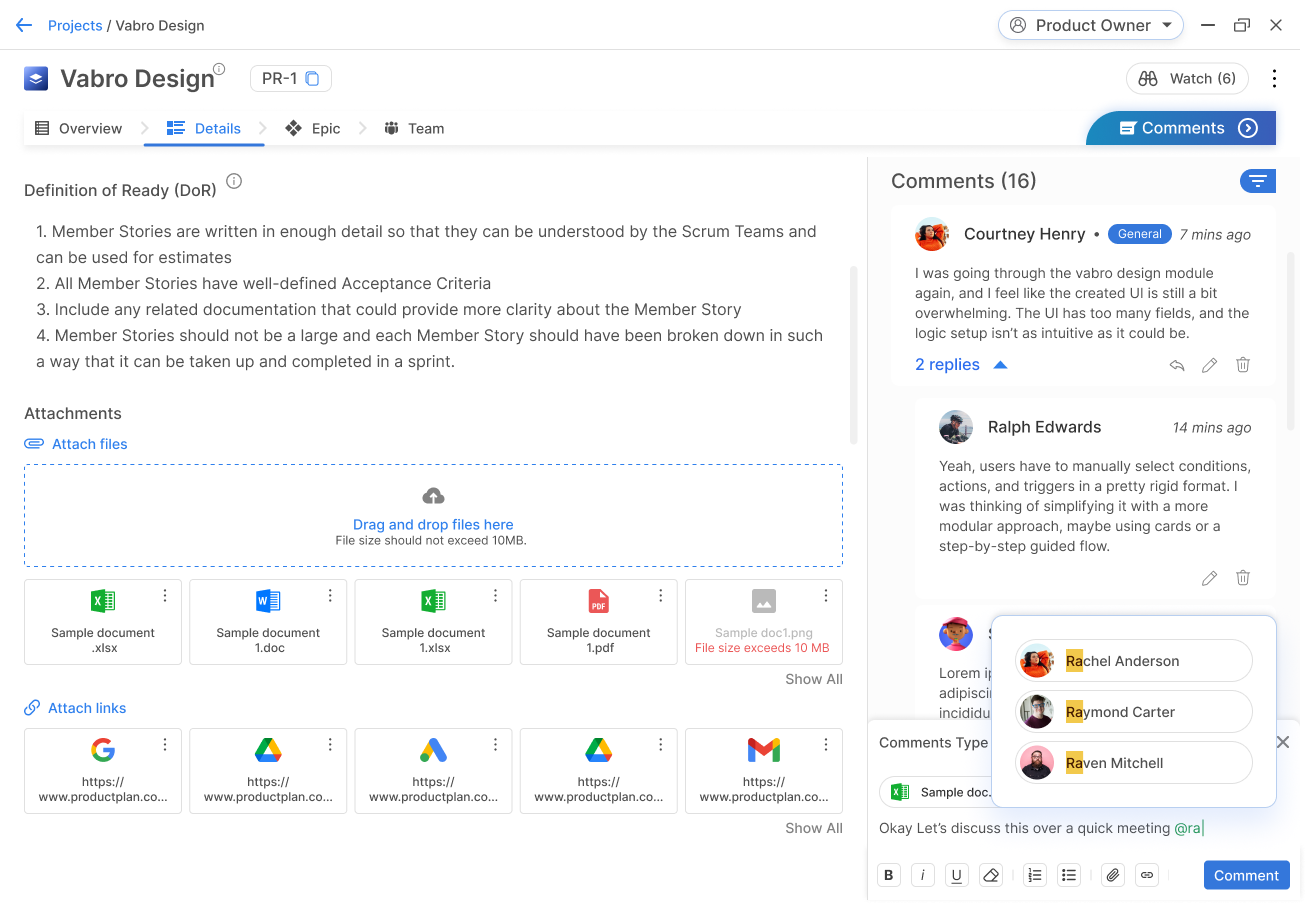 Projects / Vabro Design
Product Owner
Vabro Design
PR-1
Watch (6)
Overview
Details
Epic
Team
Comments
Definition of Ready (DoR)
1. Member Stories are written in enough detail so that they can be understood by the Scrum Teams and
can be used for estimates
2. All Member Stories have well-defined Acceptance Criteria
3. Include any related documentation that could provide more clarity about the Member Story
4. Member Stories should not be a large and each Member Story should have been broken down in such
a way that it can be taken up and completed in a sprint.
Attachments
Attach files
Drag and drop files here
File size should not exceed 10MB.
Sample document
.xlsx
Sample document
1.doc
Sample document
1.xlsx
Sample document
1.pdf
Sample doc1.png
File size exceeds 10 MB
Show All
Attach links
https://
www.productplan.co...
https://
www.productplan.co...
https://
www.productplan.co...
https://
www.productplan.co...
https://
www.productplan.co...
Show All
Comments (16)
Courtney Henry • General 7 mins ago
I was going through the vabro design module
again, and I feel like the created UI is still a bit
overwhelming. The UI has too many fields, and the
logic setup isn’t as intuitive as it could be.
2 replies
Ralph Edwards 14 mins ago
Yeah, users have to manually select conditions,
actions, and triggers in a pretty rigid format. I
was thinking of simplifying it with a more
modular approach, maybe using cards or a
step-by-step guided flow.
Lorem
Rachel Anderson
Raymond Carter
Raven Mitchell
Comments Type
Sample doc.
Okay Let’s discuss this over a quick meeting @ra
B i U
Comment